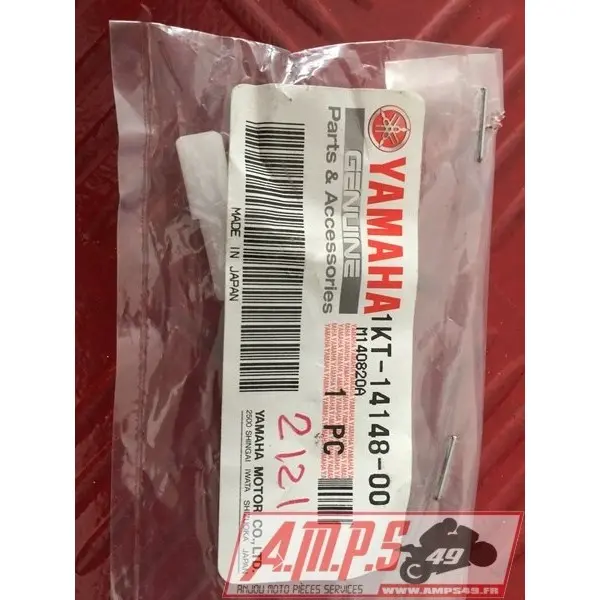 YAMAHA
GENUINE
Parts & Accessories
MADE IN JAPAN
1KT-14148-00
M140820A
1 PC
YAMAHA MOTOR CO., LTD.
2500 SHINGAI IWATA SHIZUOKA JAPAN
2121
A.M.P.S
49
ANJOU MOTO PIÈCES SERVICES
WWW.AMPS49.FR